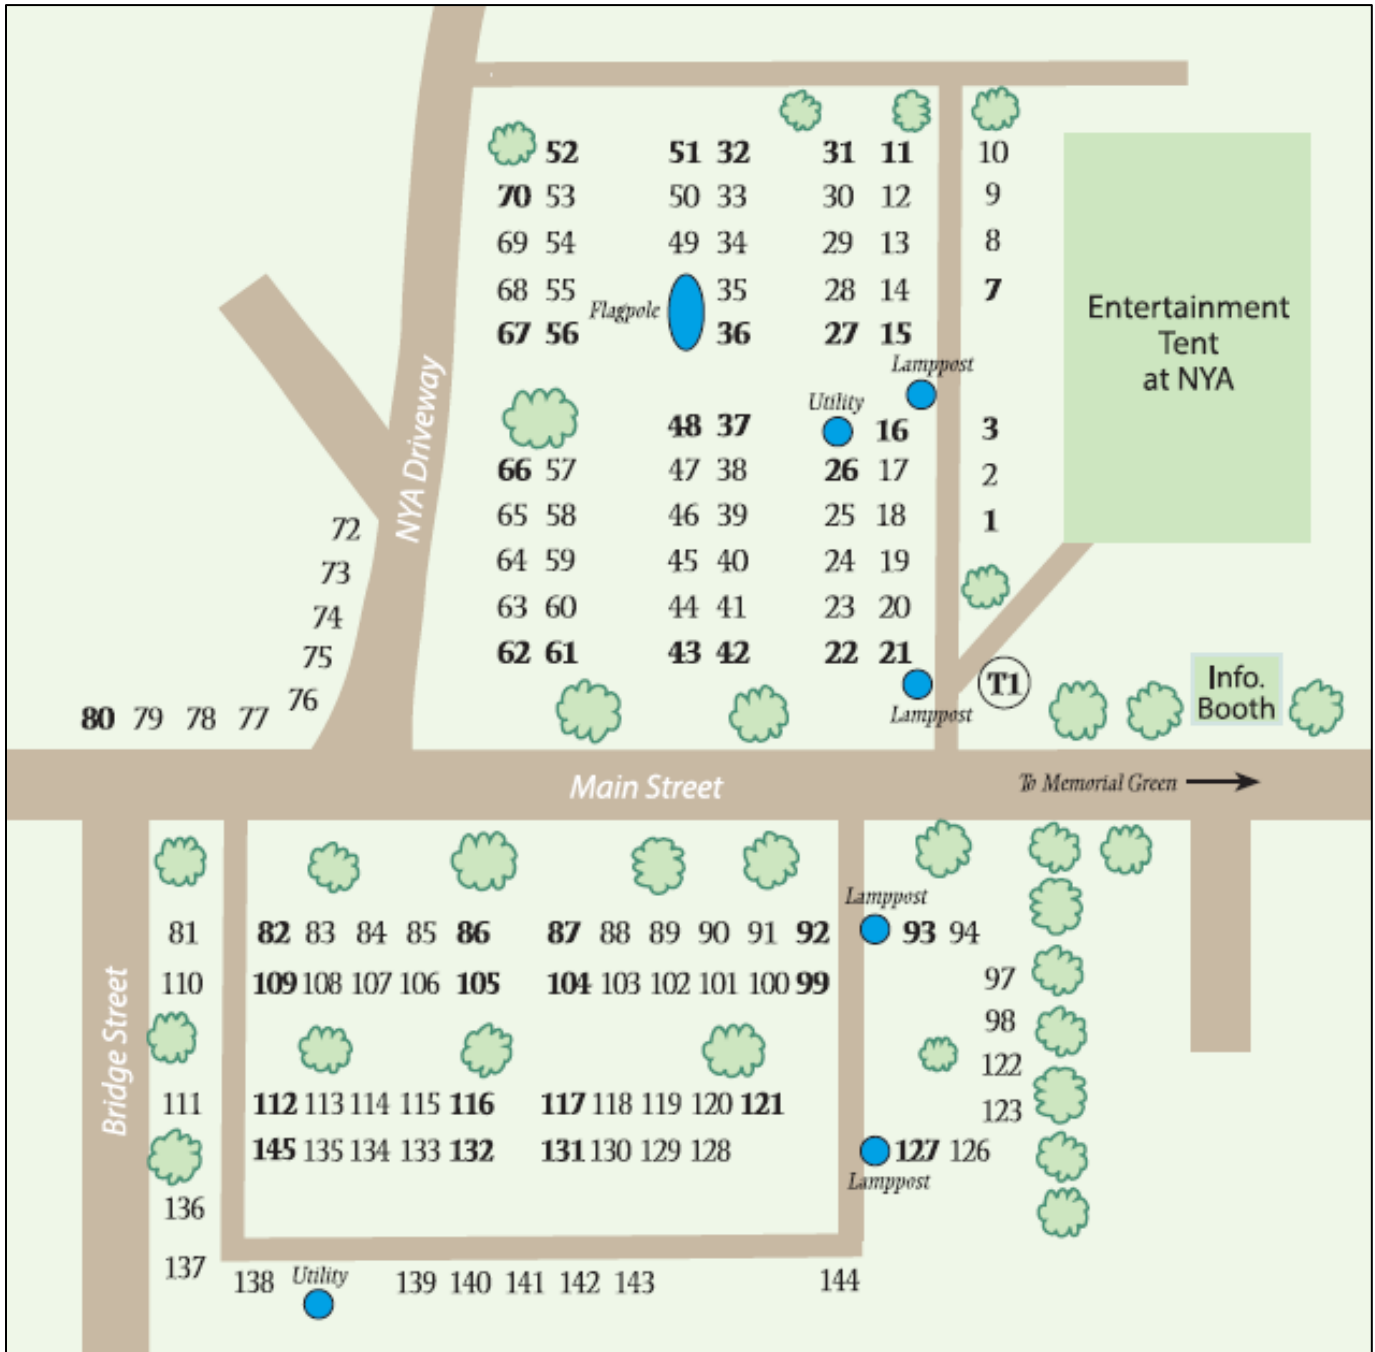 52 51 32 31 11 10
70 53 50 33 30 12 9
69 54 49 34 29 13 8
68 55 35 28 14 7
Flagpole
67 56 36 27 15
Entertainment
Tent
at NYA
Lamppost
Utility
48 37 16 3
66 57 47 38 26 17 2
65 58 46 39 25 18 1
72
NYA Driveway
64 59 45 40 24 19
73
63 60 44 41 23 20
74
62 61 43 42 22 21
75
76
T1
Info.
Booth
Lamppost
80 79 78 77
Main Street
To Memorial Green
Lamppost
81 82 83 84 85 86 87 88 89 90 91 92 93 94
110 109 108 107 106 105 104 103 102 101 100 99 97
98
122
Bridge Street
111 112 113 114 115 116 117 118 119 120 121 123
145 135 134 133 132 131 130 129 128 127 126
Lamppost
136
137
138 Utility 139 140 141 142 143 144